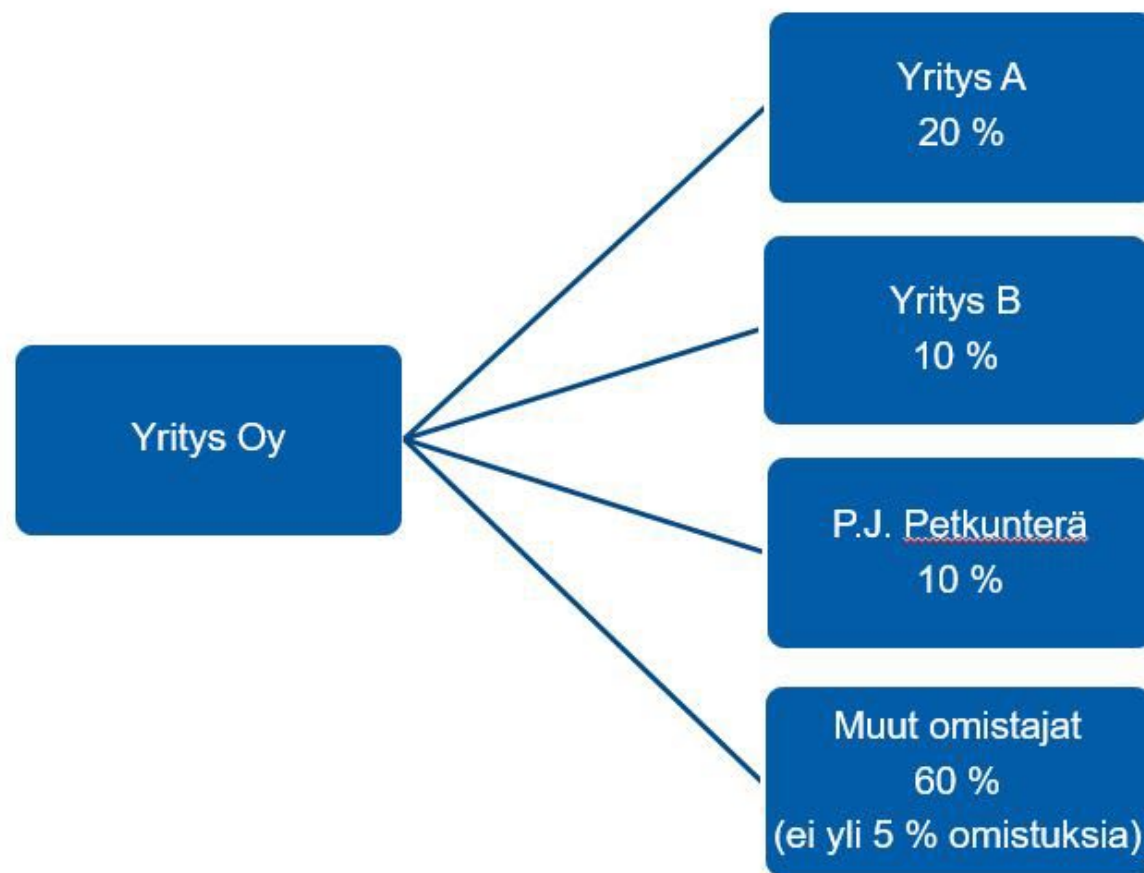 Yritys Oy
Yritys A
20 %
Yritys B
10 %
P.J. Petkunterä
10 %
Muut omistajat
60 %
(ei yli 5 % omistuksia)